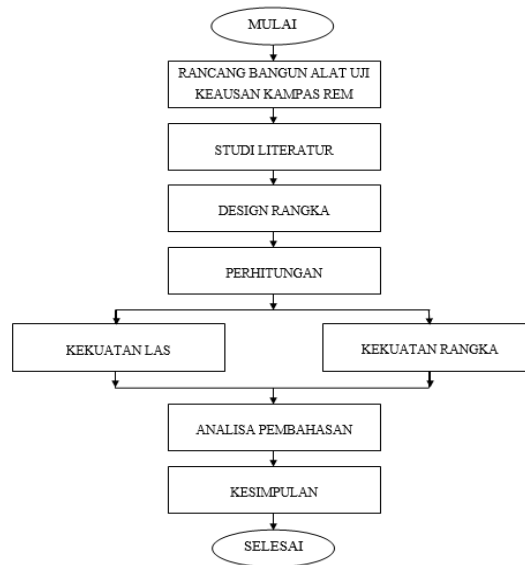 MULAI
RANCANG BANGUN ALAT UJI
KEAUSAN KAMPAS REM
STUDI LITERATUR
DESIGN RANGKA
PERHITUNGAN
KEKUATAN LAS
KEKUATAN RANGKA
ANALISA PEMBAHASAN
KESIMPULAN
SELESAI